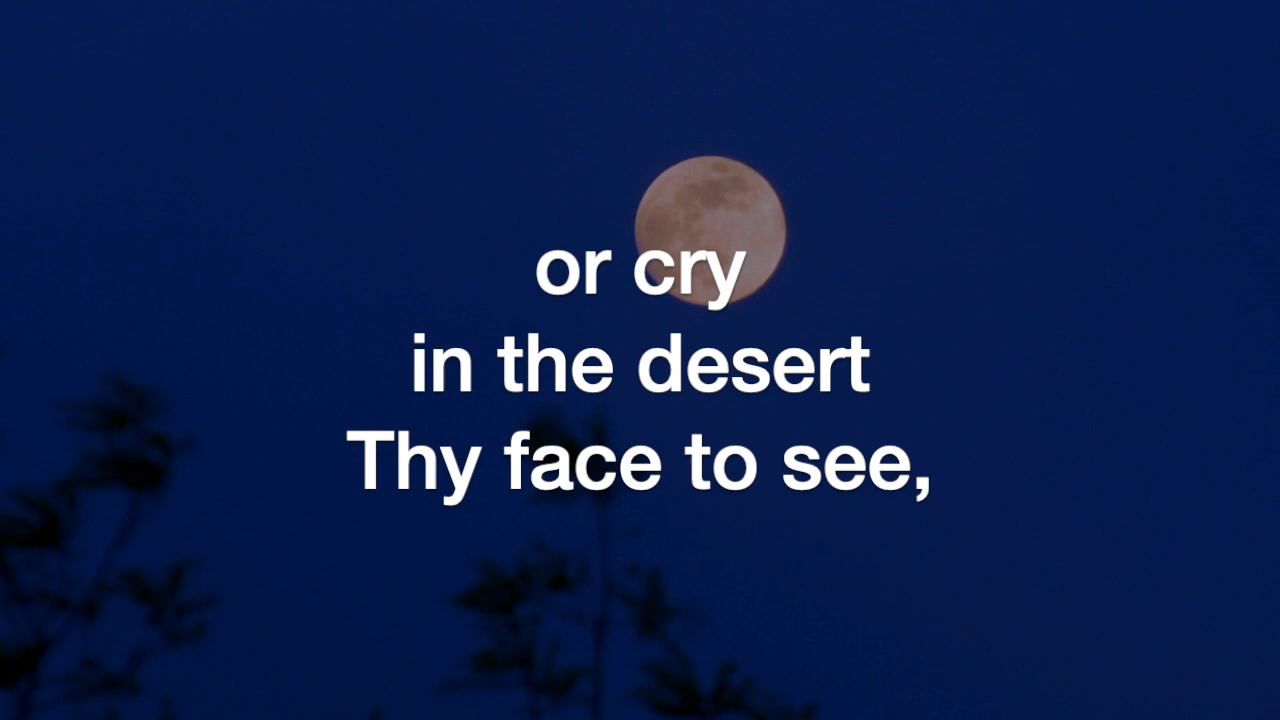 or cry
in the desert
Thy face to see,